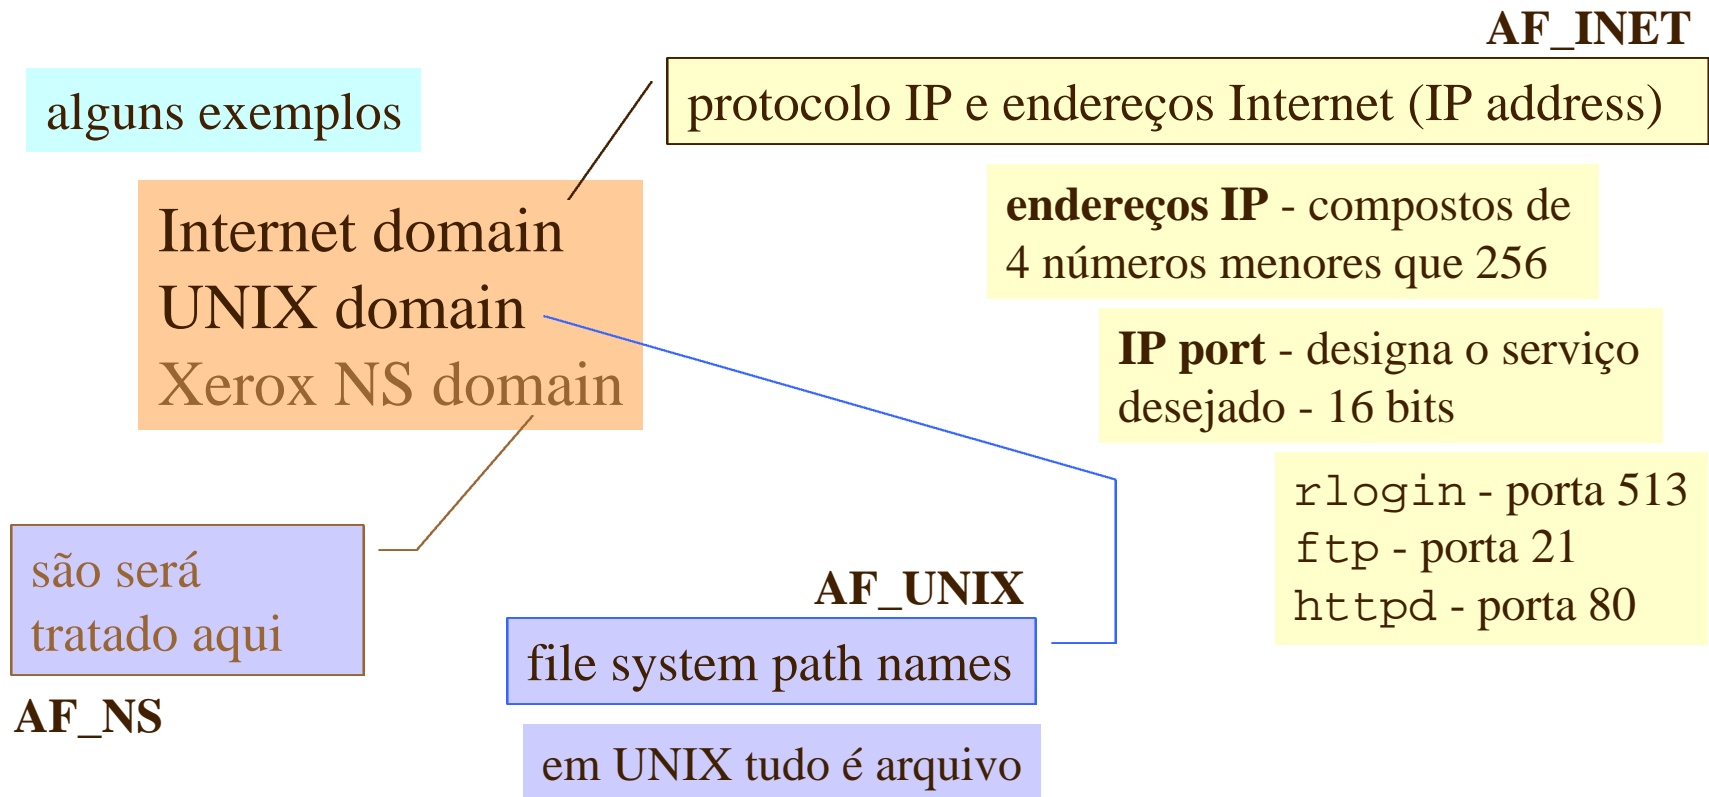 AF_INET
alguns exemplos
protocolo IP e endereços Internet (IP address)
Internet domain
UNIX domain
Xerox NS domain
endereços IP - compostos de
4 números menores que 256
IP port - designa o serviço
desejado - 16 bits
rlogin - porta 513
ftp - porta 21
httpd - porta 80
são será
tratado aqui
AF_NS
AF_UNIX
file system path names
em UNIX tudo é arquivo